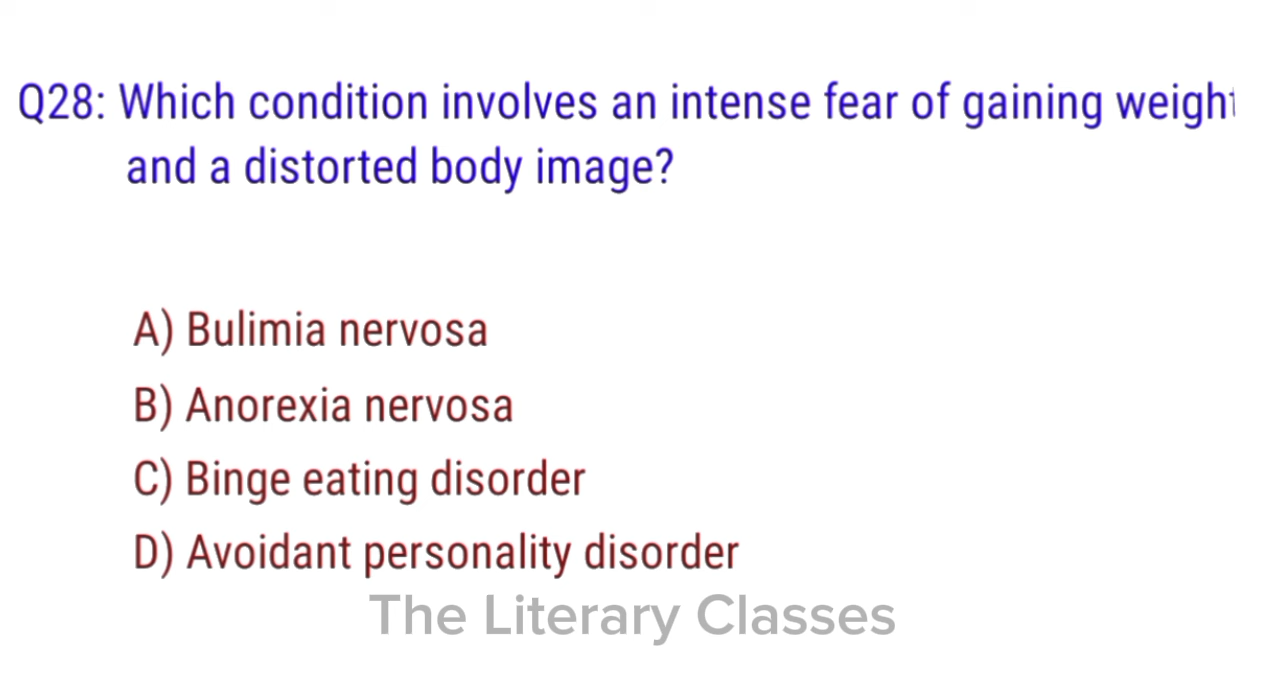 Q28: Which condition involves an intense fear of gaining weight
and a distorted body image?
A) Bulimia nervosa
B) Anorexia nervosa
C) Binge eating disorder
D) Avoidant personality disorder
The Literary Classes